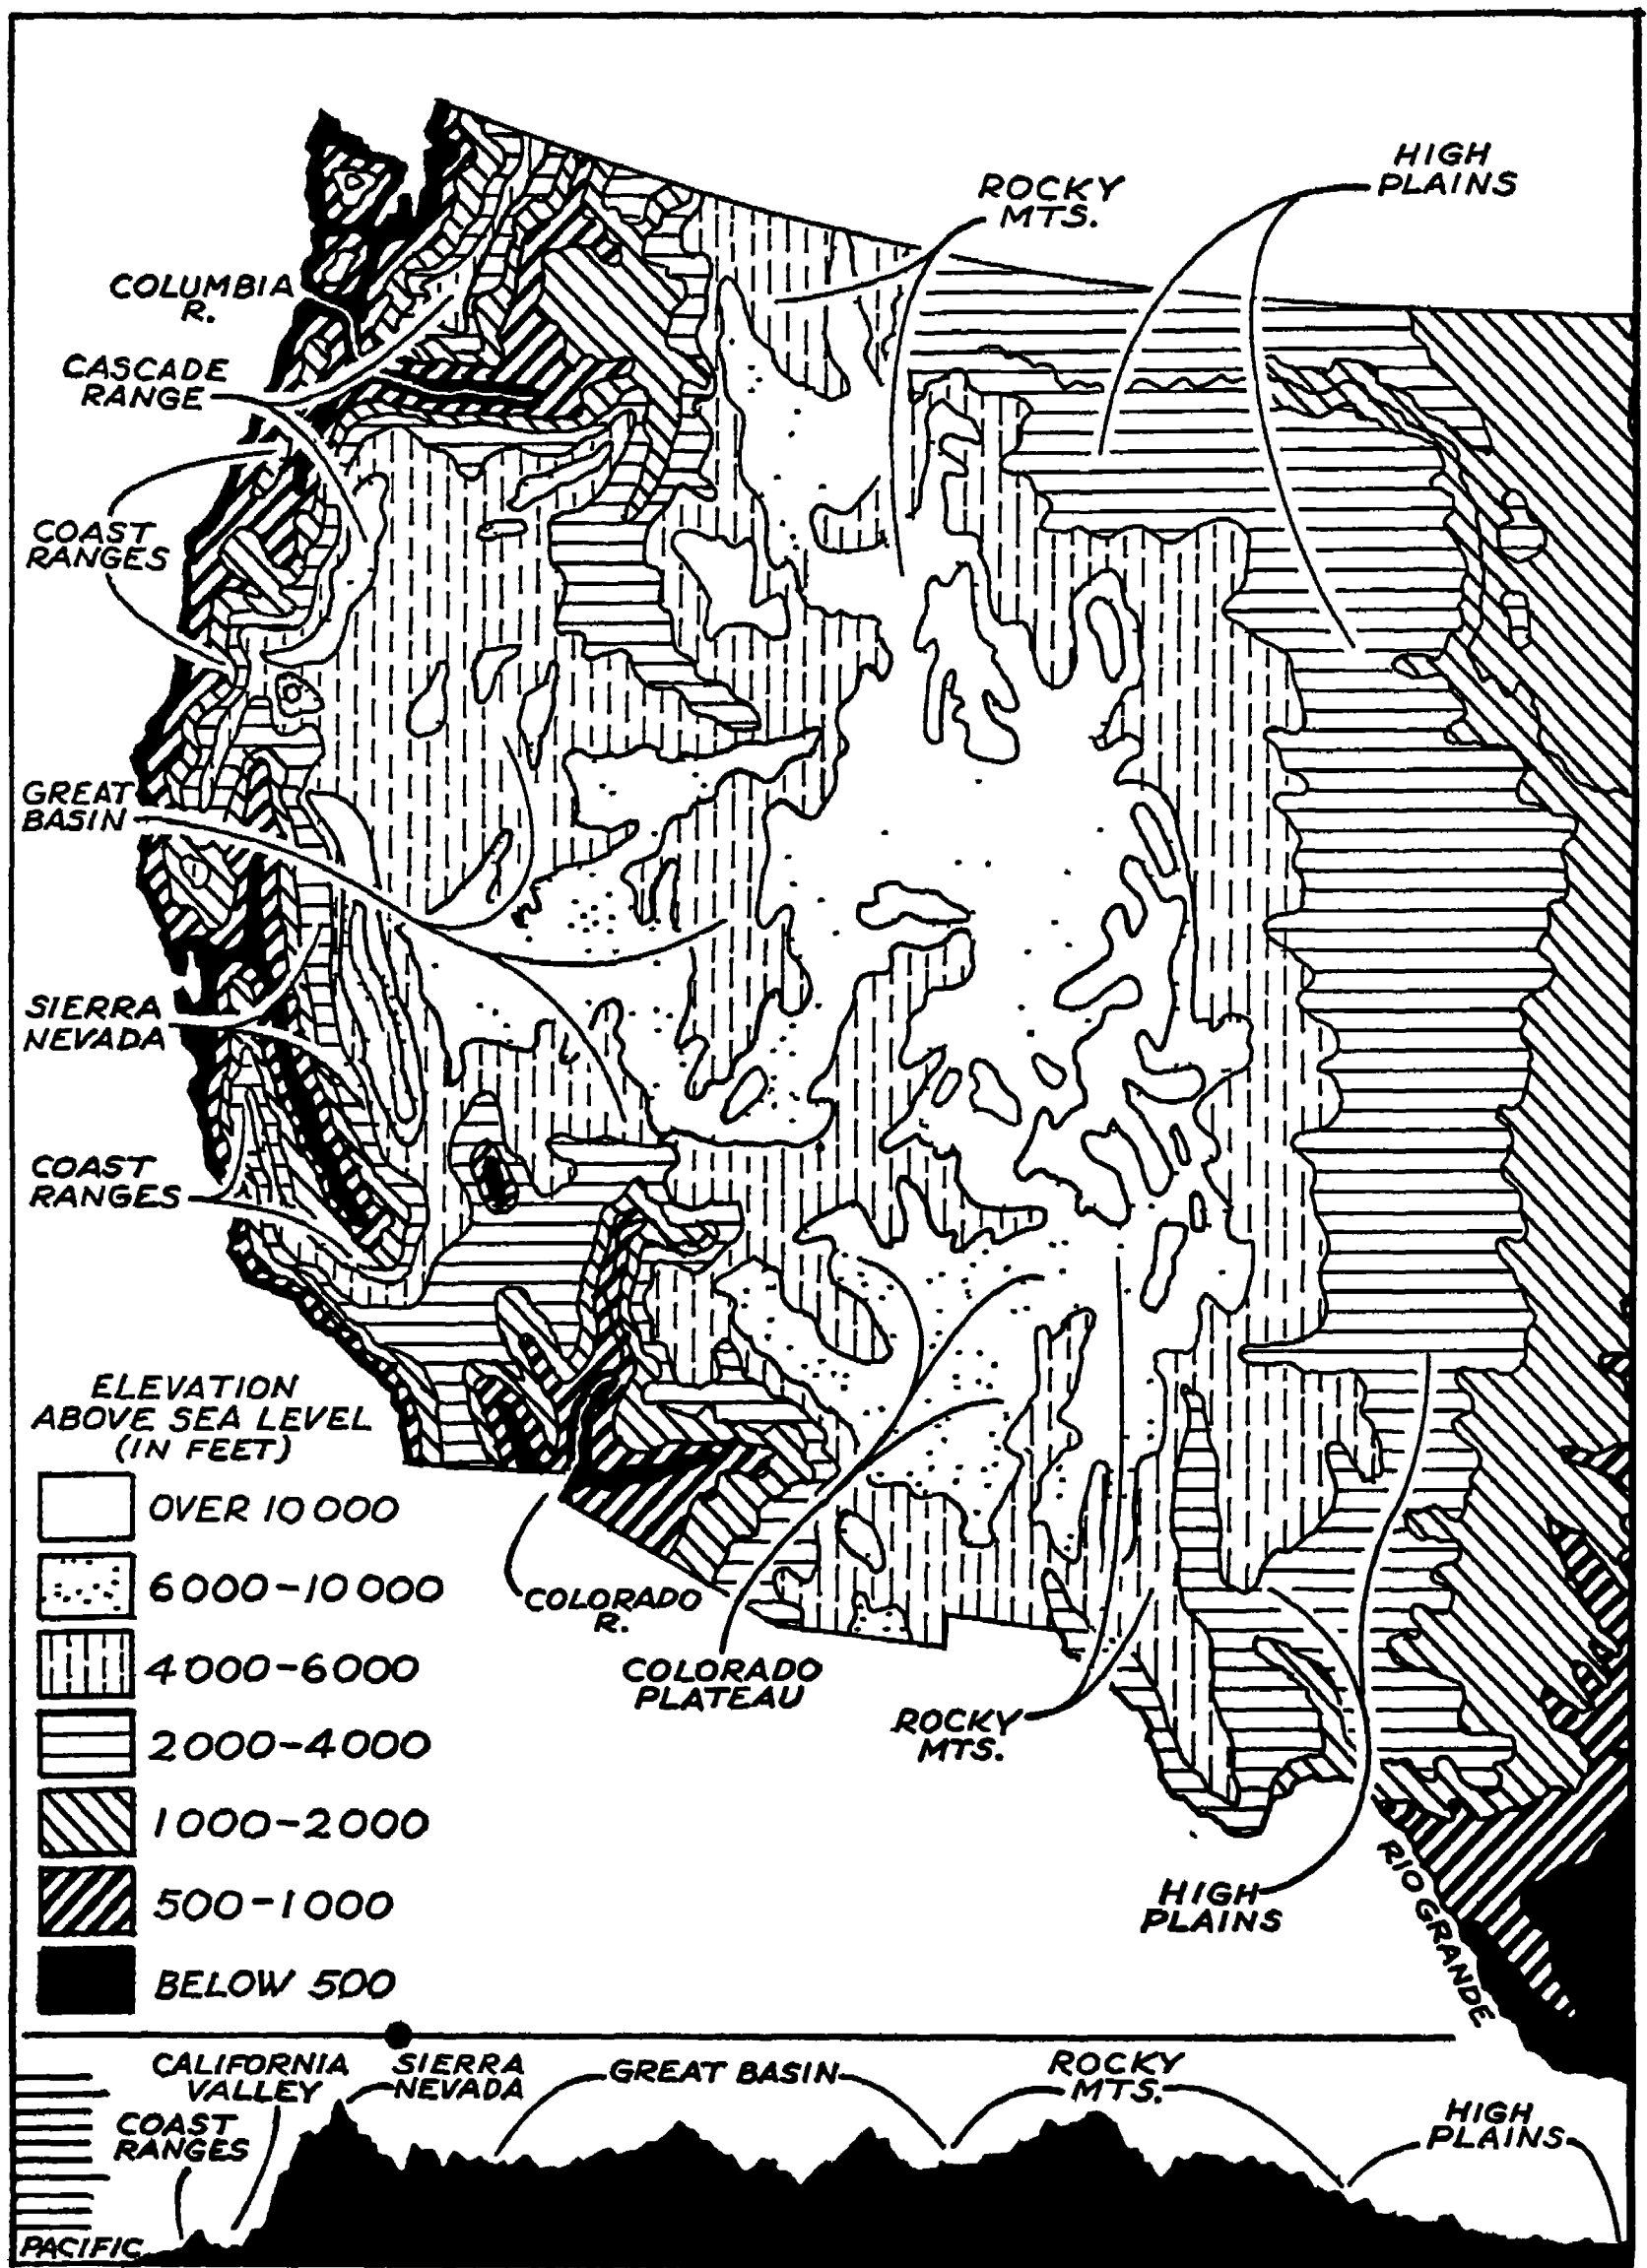 HIGH
PLAINS
ROCKY
MTS.
COLUMBIA
R.
CASCADE
RANGE
COAST
RANGES
GREAT
BASIN
SIERRA
NEVADA
COAST
RANGES
ELEVATION
ABOVE SEA LEVEL
(IN FEET)
OVER 10 000
6000-10 000
4000-6000
2000-4000
1000-2000
500-1000
BELOW 500
COLORADO
R.
COLORADO
PLATEAU
ROCKY
MTS.
HIGH
PLAINS
RIO GRANDE
CALIFORNIA
VALLEY
SIERRA
NEVADA
GREAT BASIN
ROCKY
MTS.
COAST
RANGES
HIGH
PLAINS
PACIFIC